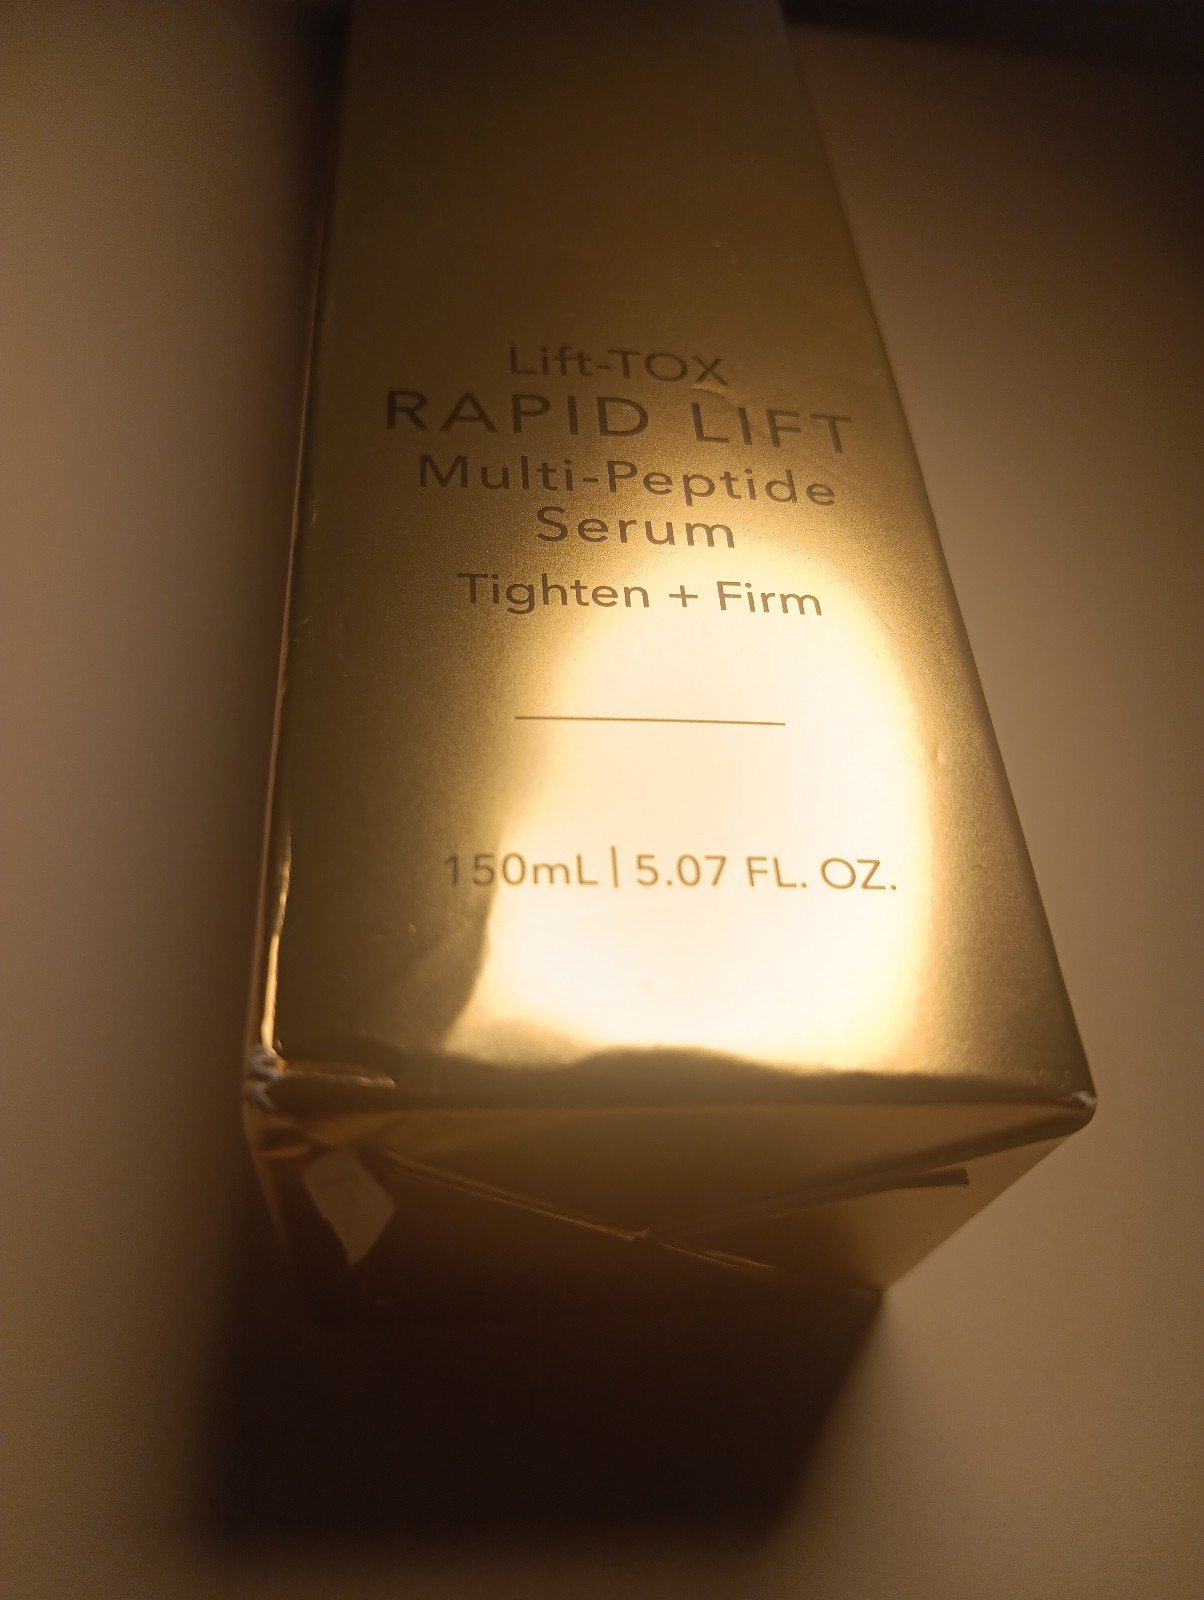 Lift-TOX
RAPID LIFT
Multi-Peptide
Serum
Tighten + Firm
150mL | 5.07 FL. OZ.